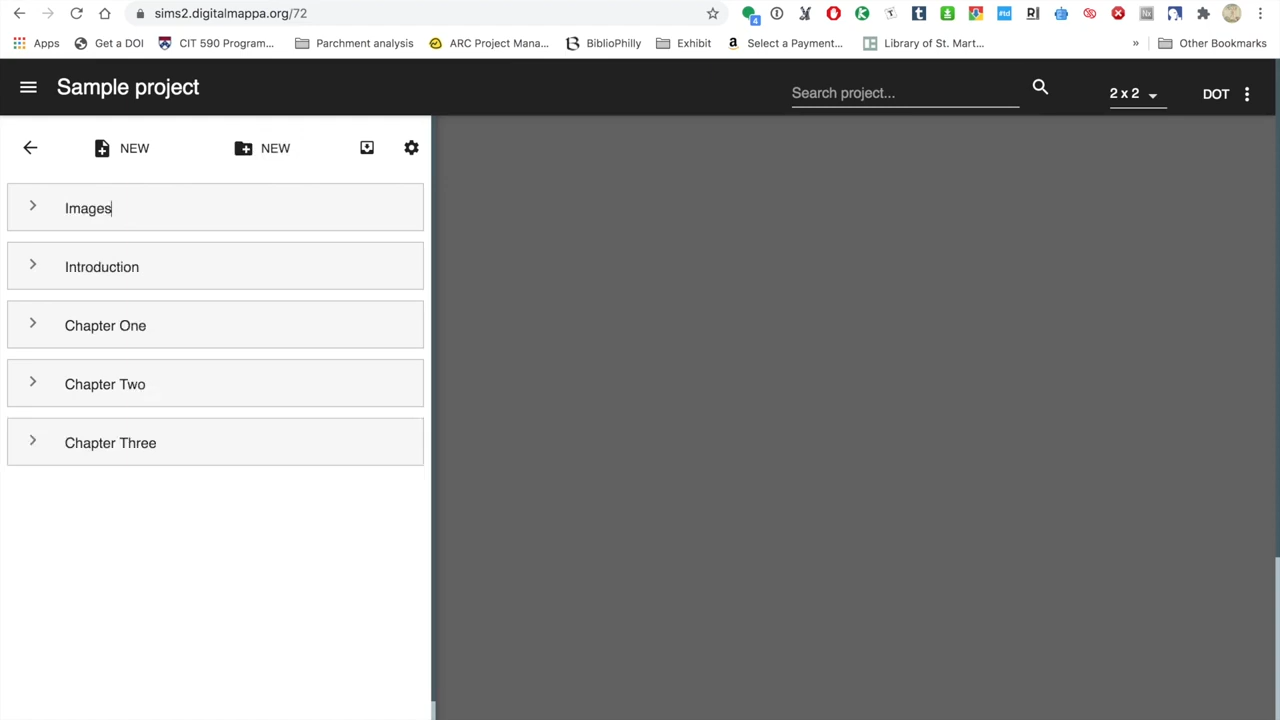 sims2.digitalmappa.org/72
4
Apps Get a DOI CIT 590 Program... Parchment analysis ARC Project Mana... BiblioPhilly Exhibit Select a Payment... Library of St. Mart... » Other Bookmarks
Sample project Search project... 2 x 2 DOT
NEW NEW
Images
Introduction
Chapter One
Chapter Two
Chapter Three